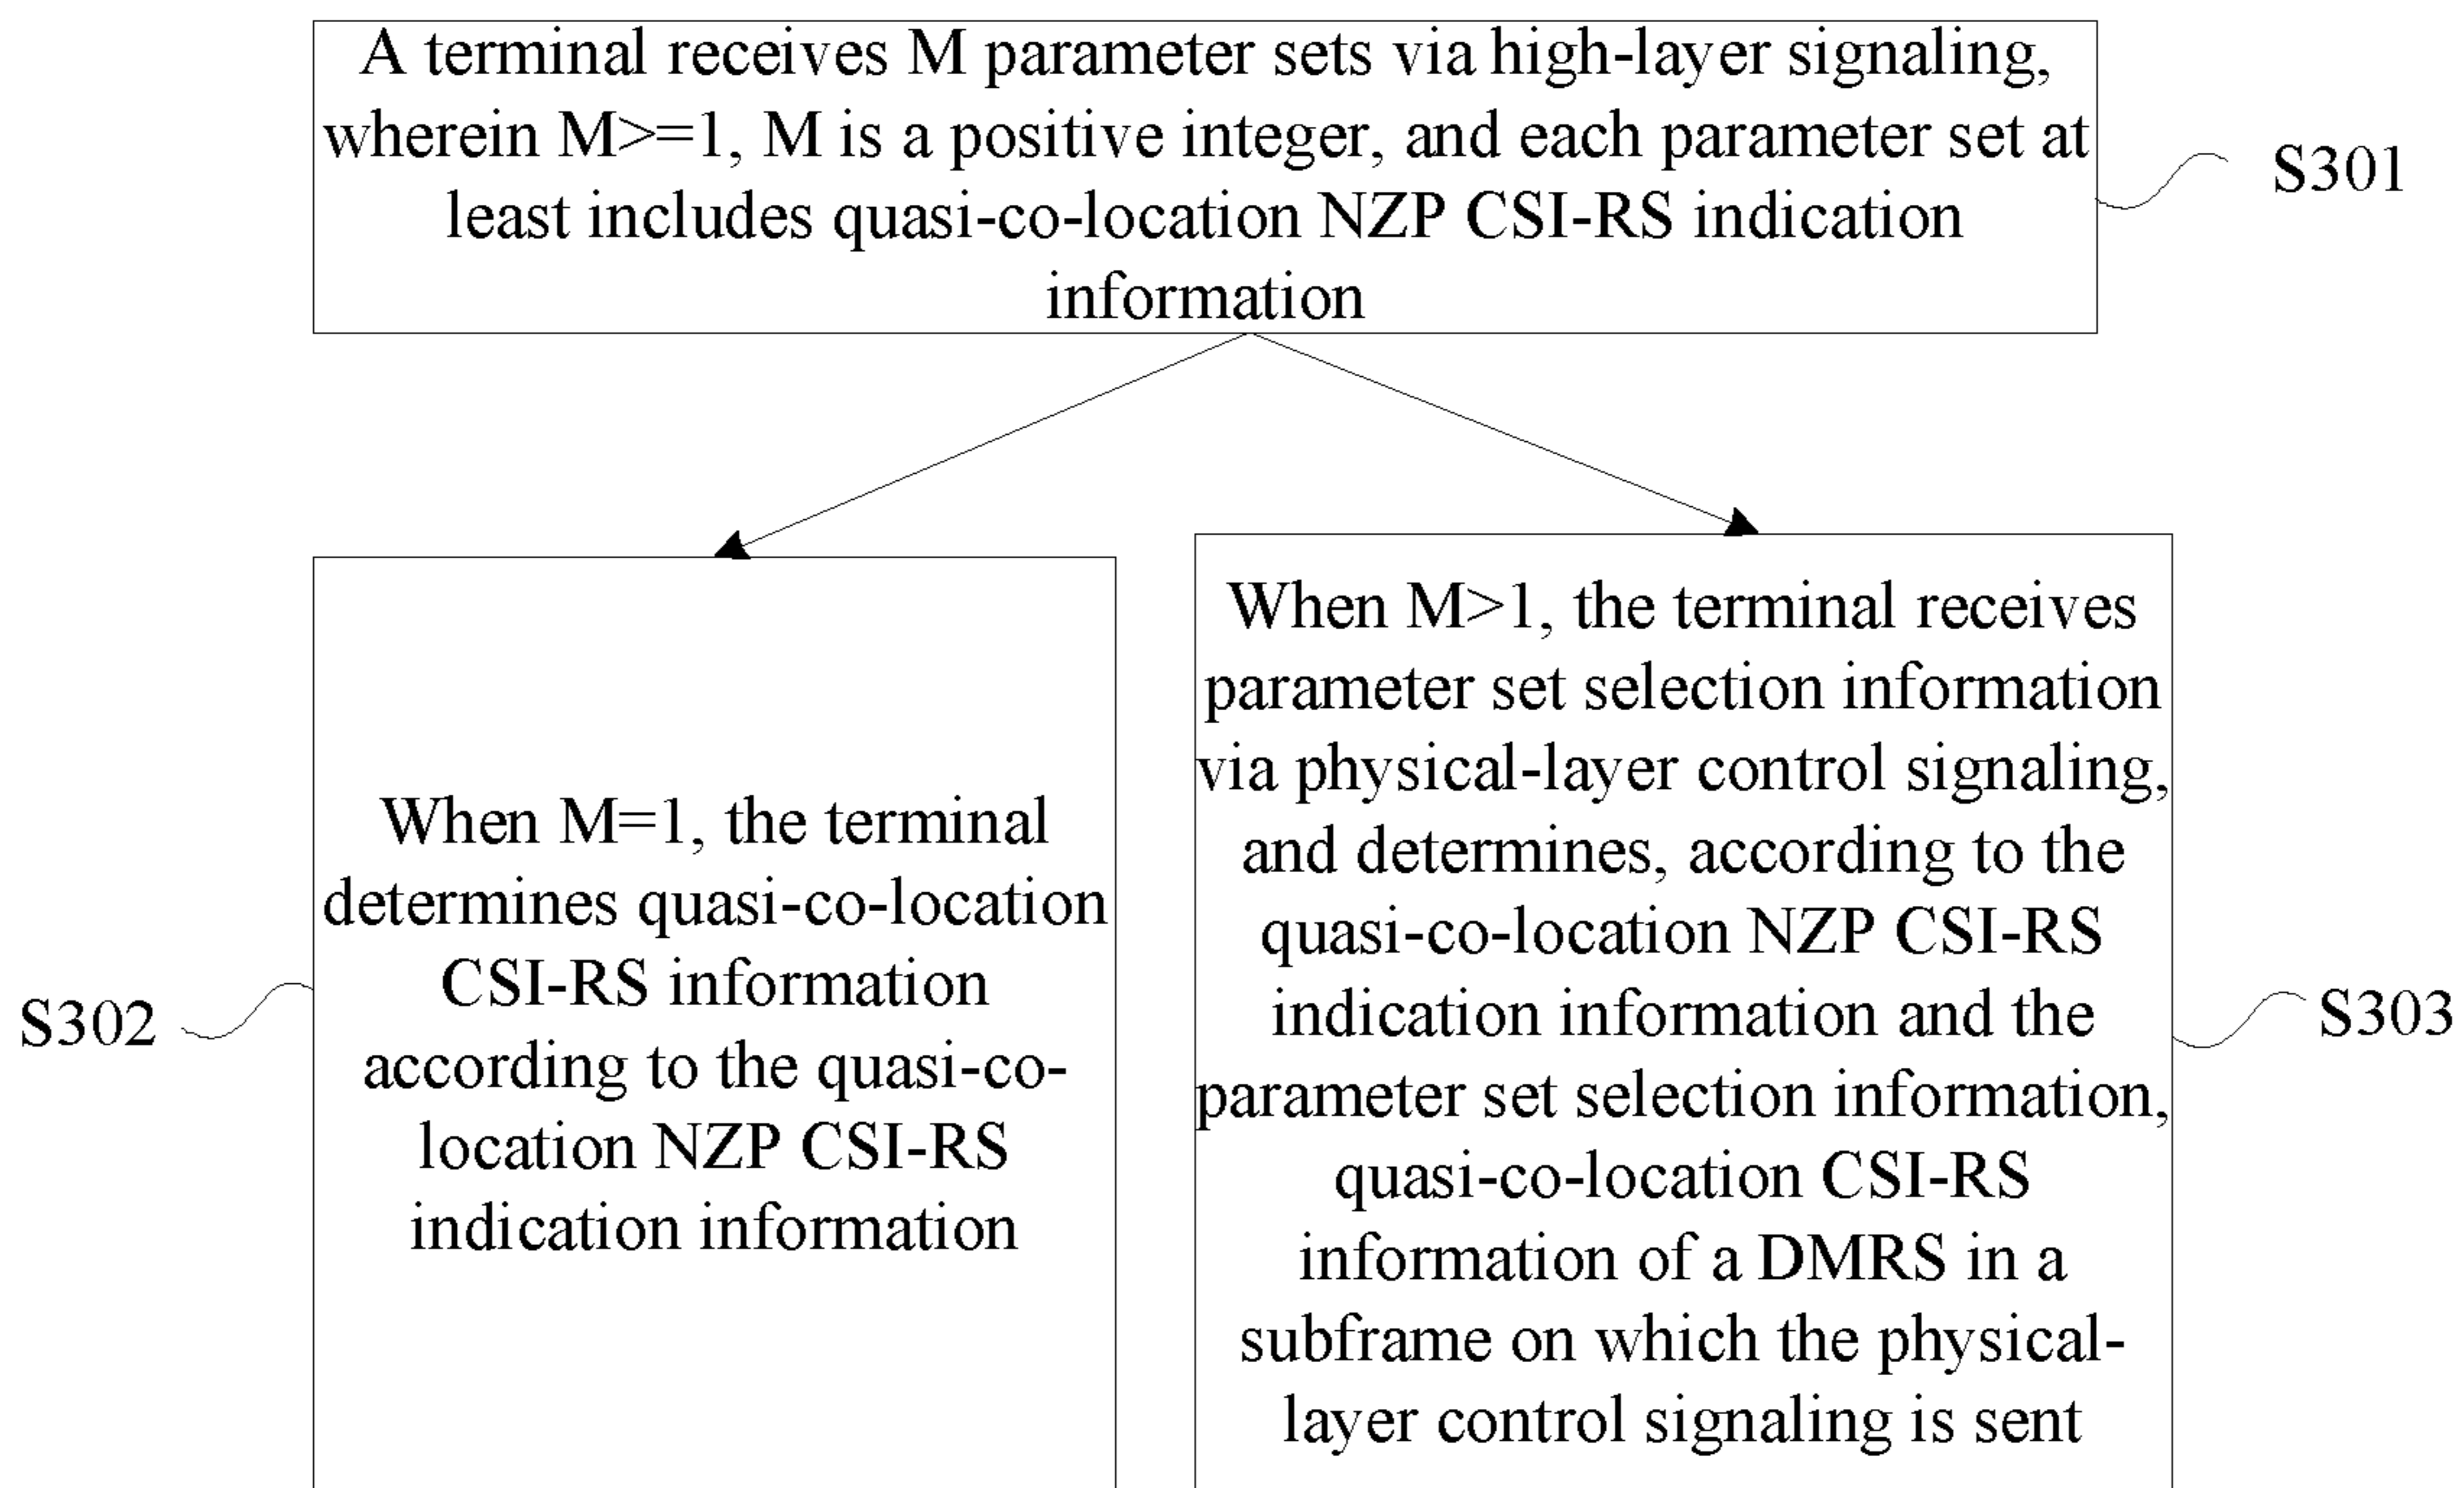 A terminal receives M parameter sets via high-layer signaling,
wherein M>=1, M is a positive integer, and each parameter set at
least includes quasi-co-location NZP CSI-RS indication
information
S301
When M=1, the terminal
determines quasi-co-location
CSI-RS information
according to the quasi-co-
location NZP CSI-RS
indication information
S302
When M>1, the terminal receives
parameter set selection information
via physical-layer control signaling,
and determines, according to the
quasi-co-location NZP CSI-RS
indication information and the
parameter set selection information,
quasi-co-location CSI-RS
information of a DMRS in a
subframe on which the physical-
layer control signaling is sent
S303